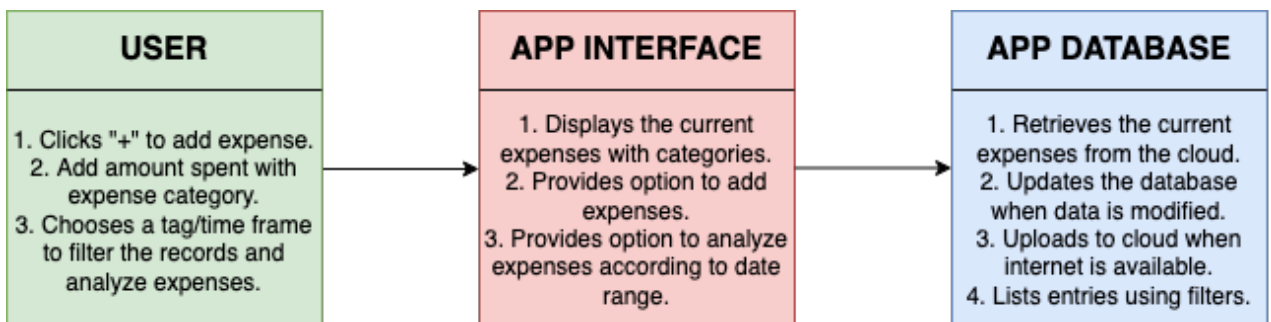 USER
1. Clicks "+" to add expense.
2. Add amount spent with
expense category.
3. Chooses a tag/time frame
to filter the records and
analyze expenses.
APP INTERFACE
1. Displays the current
expenses with categories.
2. Provides option to add
expenses.
3. Provides option to analyze
expenses according to date
range.
APP DATABASE
1. Retrieves the current
expenses from the cloud.
2. Updates the database
when data is modified.
3. Uploads to cloud when
internet is available.
4. Lists entries using filters.